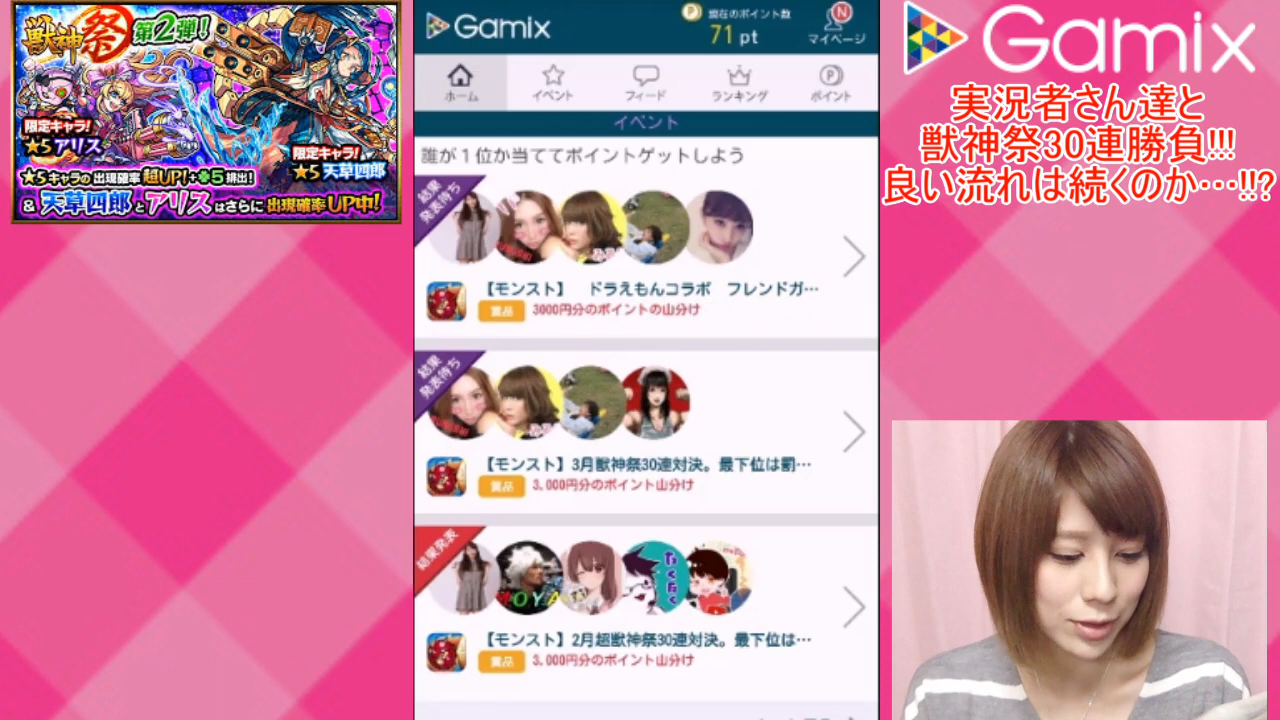 獣神祭 第2弾!
限定キャラ!
★5 アリス
限定キャラ!
★5 天草四郎
★5キャラの出現確率 超UP!+★5排出!
& 天草四郎とアリスはさらに出現確率UP中!
Gamix
P 現在のポイント数
71 pt
N
マイページ
ホーム
イベント
フィード
ランキング
P
ポイント
イベント
誰が1位か当ててポイントゲットしよう
結果
発表待ち
【モンスト】 ドラえもんコラボ フレンドガ…
賞品 3000円分のポイントの山分け
結果
発表待ち
【モンスト】3月獣神祭30連対決。最下位は罰…
賞品 3,000円分のポイント山分け
結果発表
【モンスト】2月超獣神祭30連対決。最下位は…
賞品 3,000円分のポイント山分け
Gamix
実況者さん達と
獣神祭30連勝負!!!
良い流れは続くのか…!!?